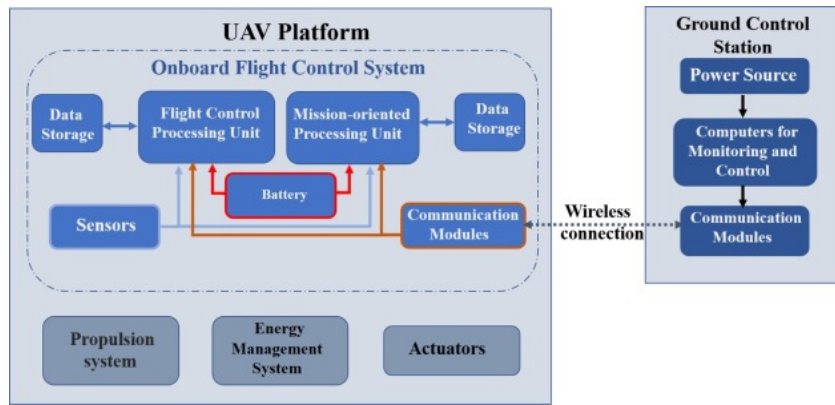 UAV Platform
Onboard Flight Control System
Data
Storage
Flight Control
Processing Unit
Mission-oriented
Processing Unit
Data
Storage
Battery
Sensors
Communication
Modules
Propulsion
system
Energy
Management
System
Actuators
Wireless
connection
Ground Control
Station
Power Source
Computers for
Monitoring and
Control
Communication
Modules